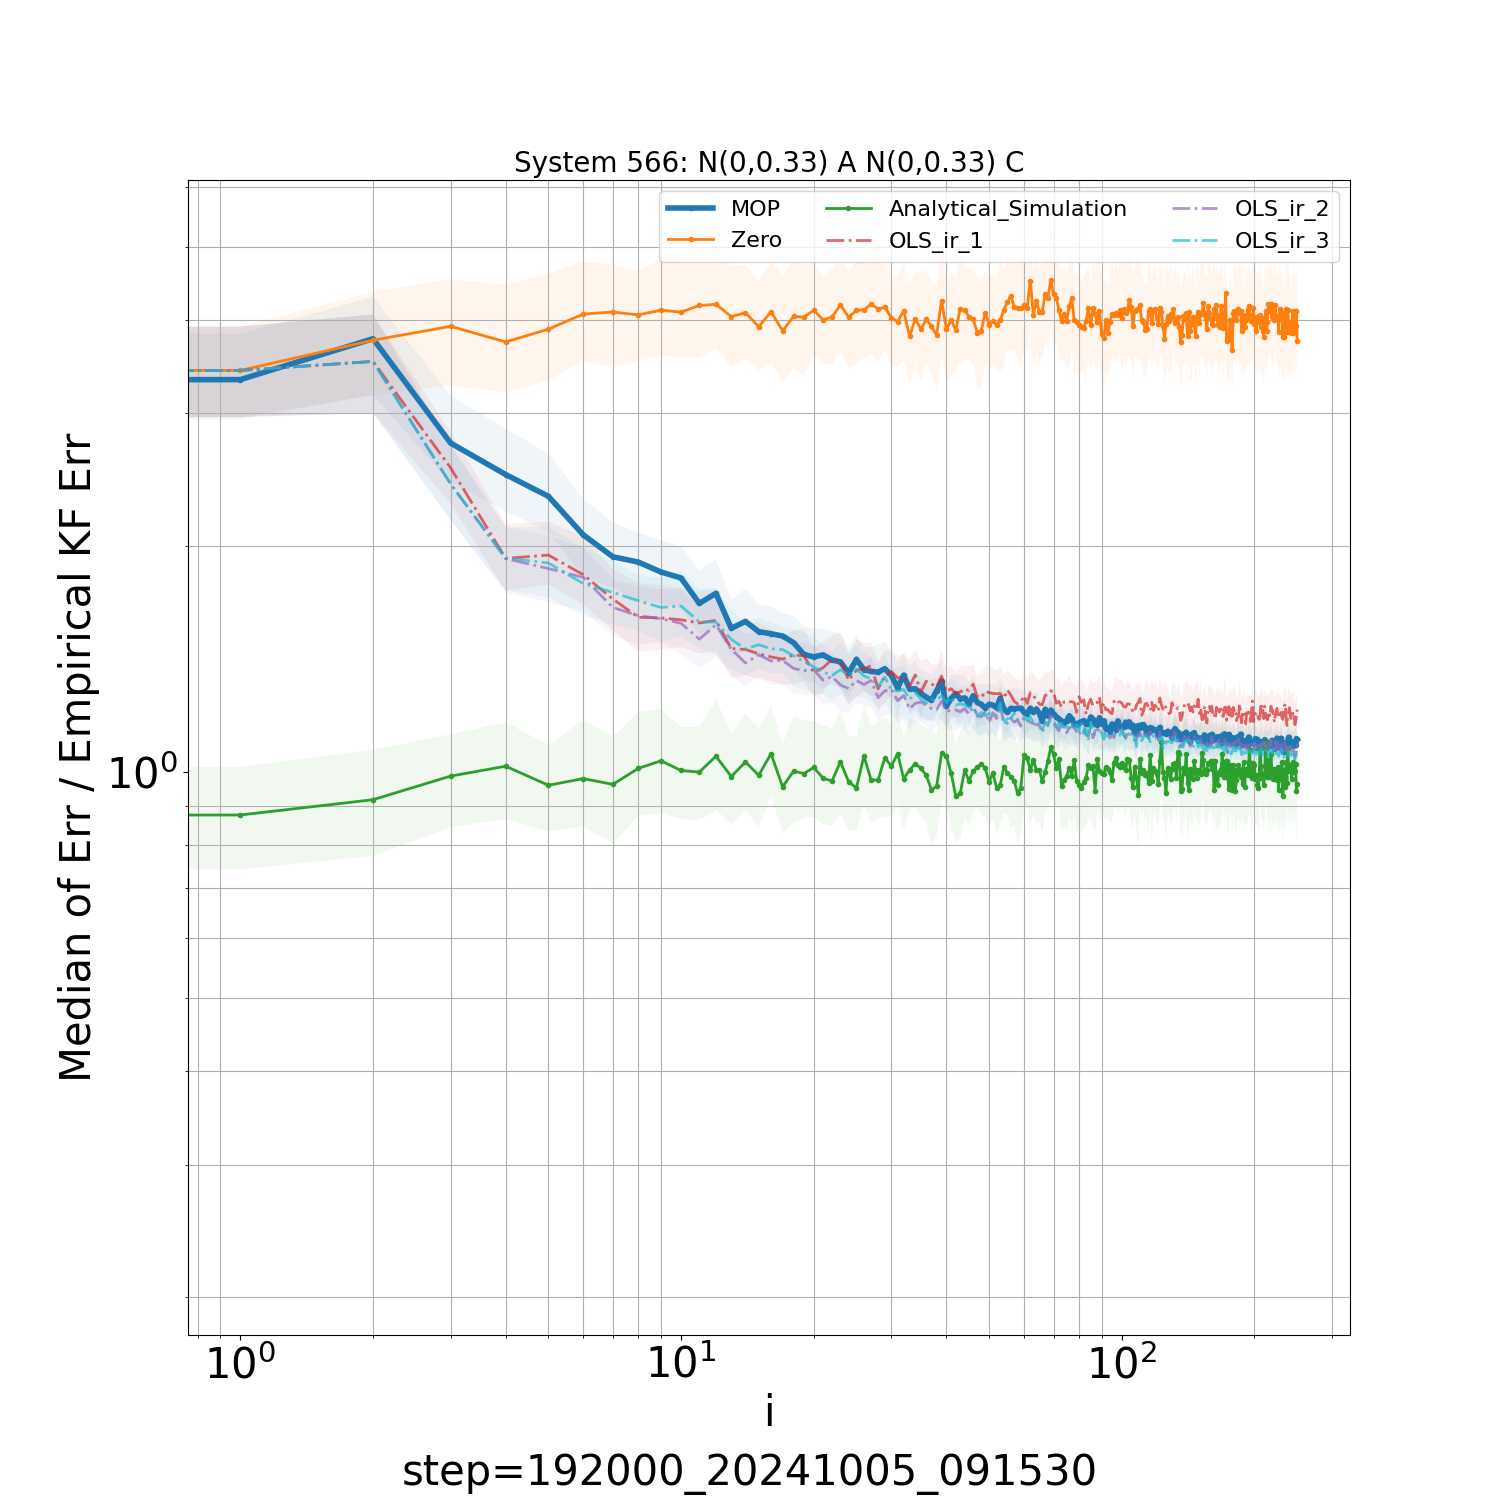 System 566: N(0,0.33) A N(0,0.33) C
MOP
Zero
Analytical_Simulation
OLS_ir_1
OLS_ir_2
OLS_ir_3
Median of Err / Empirical KF Err
10⁰
10⁰ 10¹ 10²
i
step=192000_20241005_091530